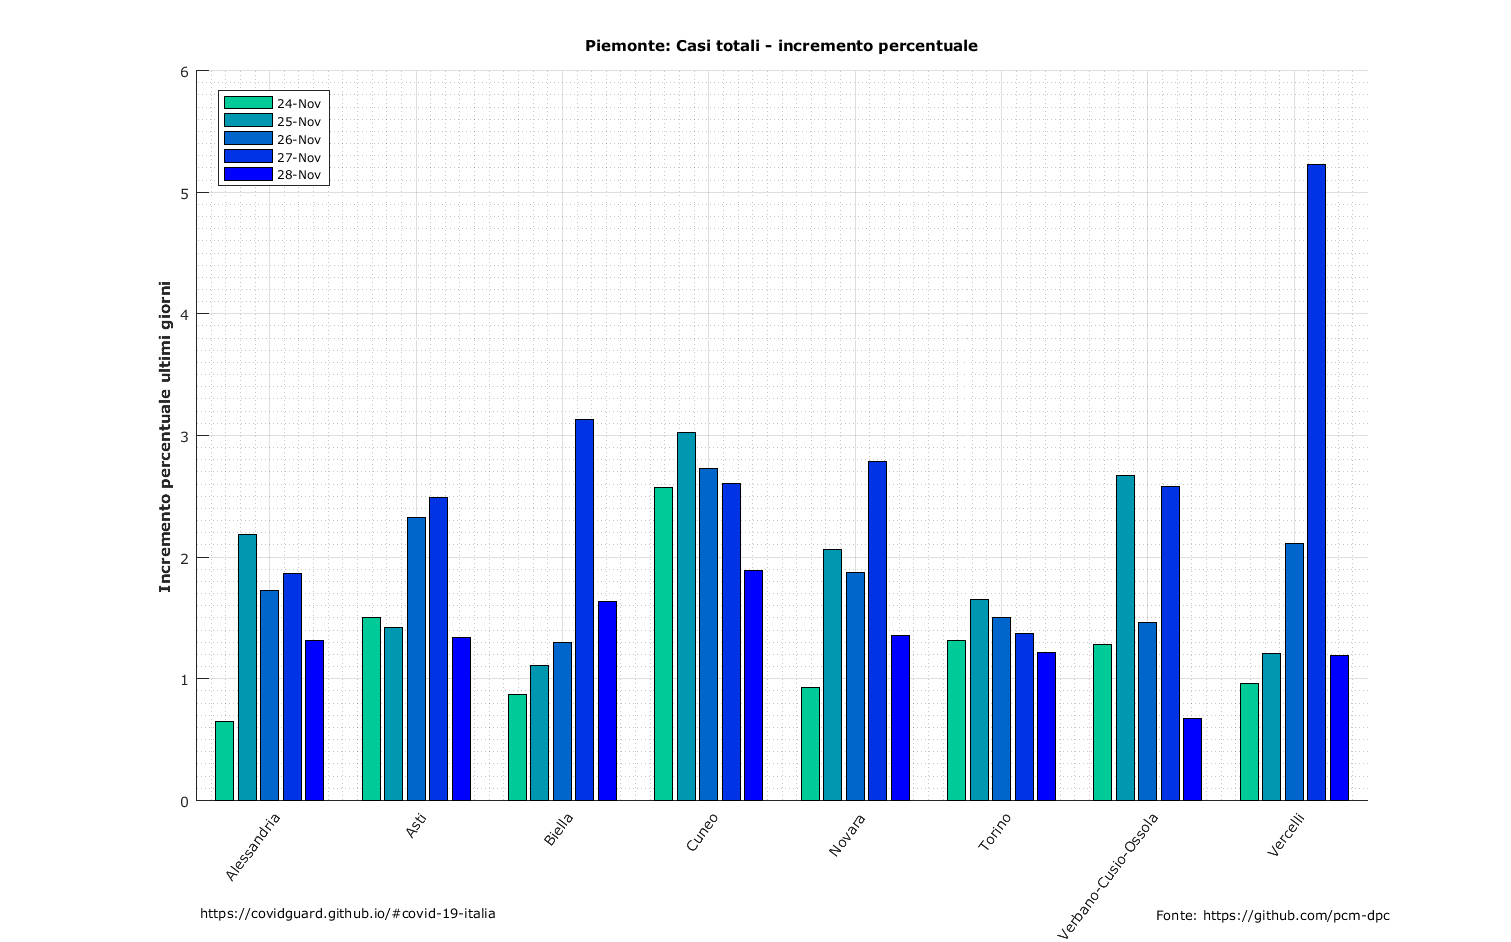 Piemonte: Casi totali - incremento percentuale
6
5
4
3
2
1
0
Incremento percentuale ultimi giorni
24-Nov
25-Nov
26-Nov
27-Nov
28-Nov
Alessandria
Asti
Biella
Cuneo
Novara
Torino
Verbano-Cusio-Ossola
Vercelli
https://covidguard.github.io/#covid-19-italia
Fonte: https://github.com/pcm-dpc